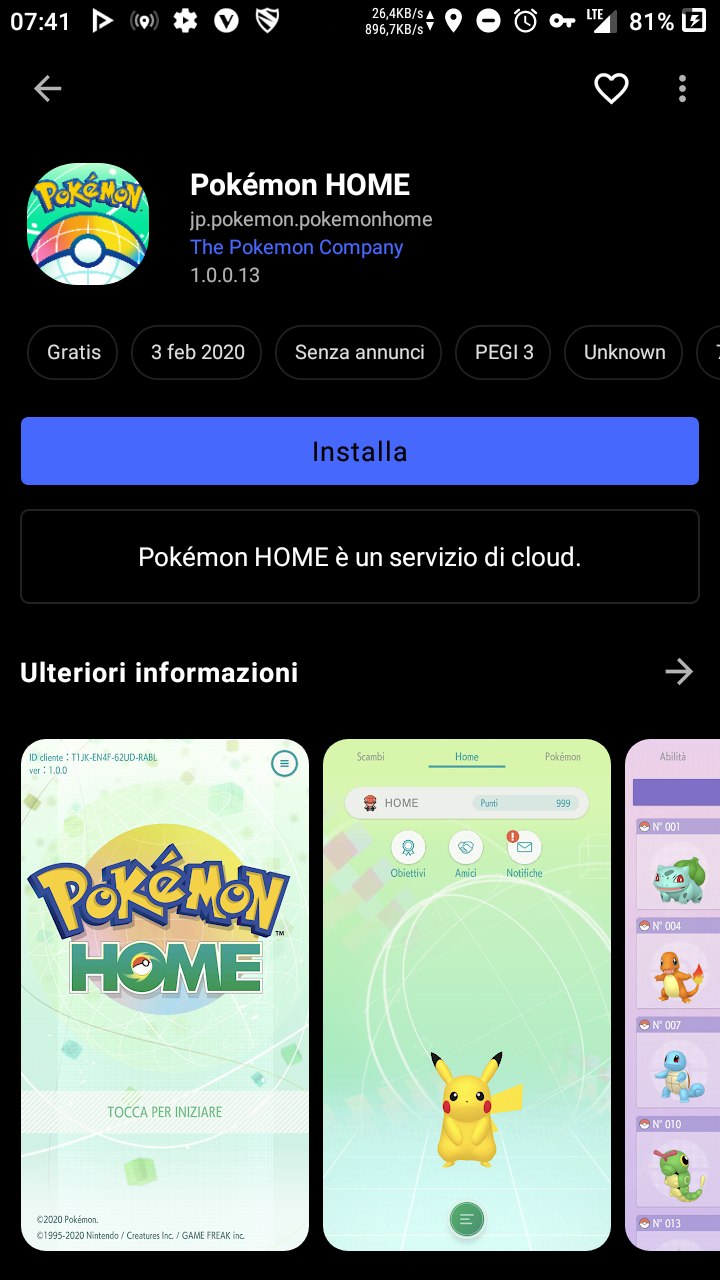 07:41
26,4KB/s
896,7KB/s
LTE
81%
Pokémon
Pokémon HOME
jp.pokemon.pokemonhome
The Pokemon Company
1.0.0.13
Gratis
3 feb 2020
Senza annunci
PEGI 3
Unknown
Installa
Pokémon HOME è un servizio di cloud.
Ulteriori informazioni
ID cliente : T1JK-EN4F-62UD-RABL
ver : 1.0.0
Pokémon
TM
HOME
TOCCA PER INIZIARE
©2020 Pokémon.
©1995-2020 Nintendo / Creatures Inc. / GAME FREAK inc.
Scambi
Home
Pokémon
HOME
Punti
999
Obiettivi
Amici
Notifiche
Abilità
N° 001
N° 004
N° 007
N° 010
N° 013